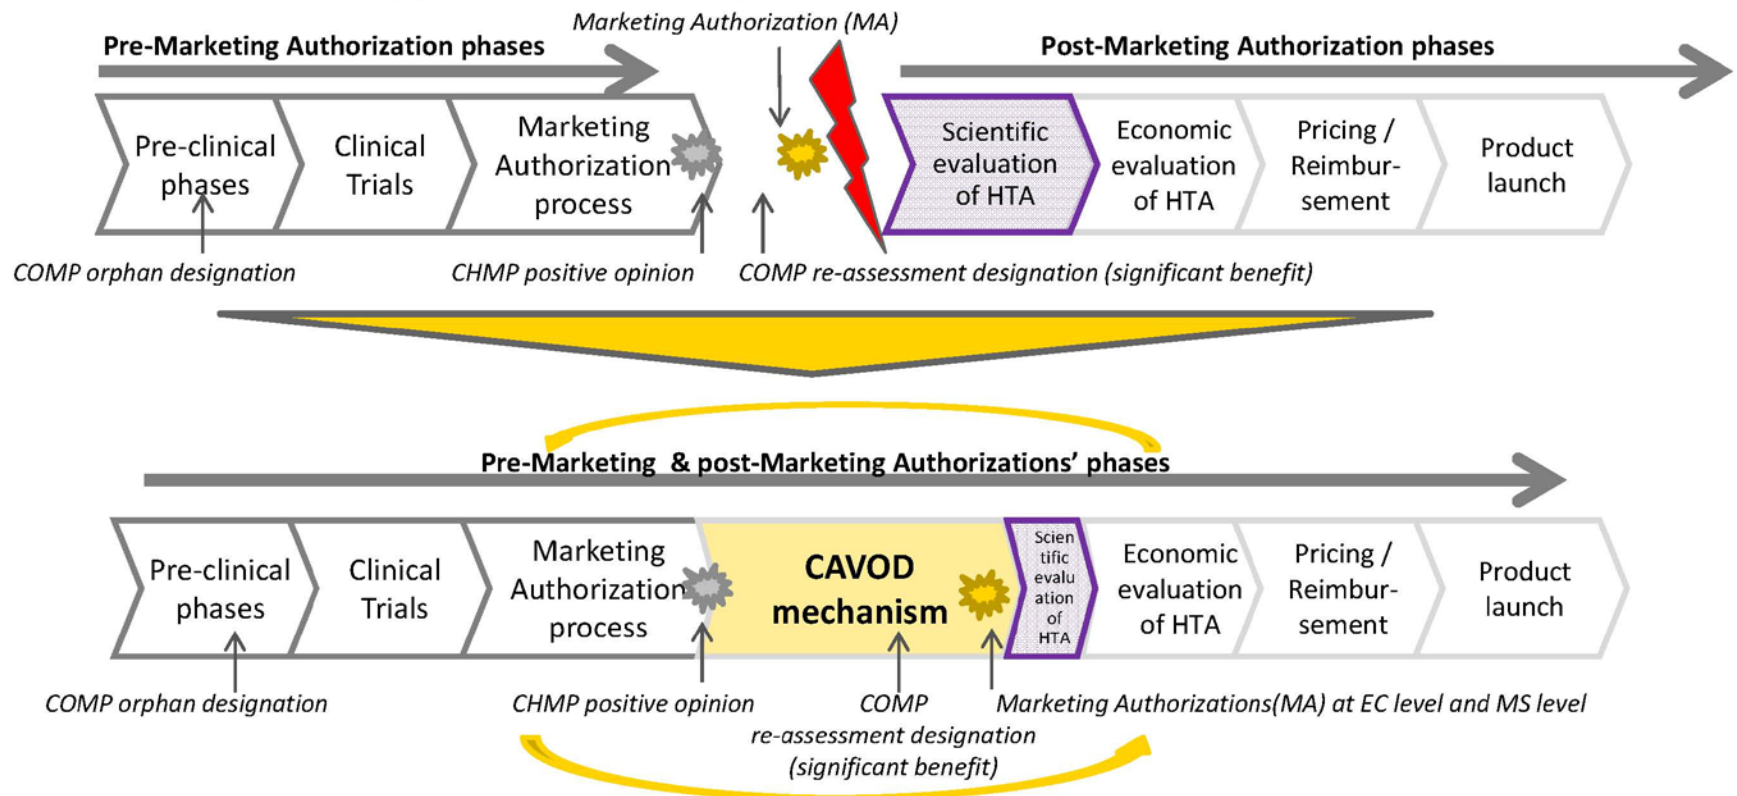 Marketing Authorization (MA)
Pre-Marketing Authorization phases
Post-Marketing Authorization phases
Pre-clinical
phases
Clinical
Trials
Marketing
Authorization
process
Scientific
evaluation
of HTA
Economic
evaluation
of HTA
Pricing /
Reimbur-
sement
Product
launch
COMP orphan designation
CHMP positive opinion
COMP re-assessment designation (significant benefit)
Pre-Marketing & post-Marketing Authorizations' phases
Pre-clinical
phases
Clinical
Trials
Marketing
Authorization
process
CAVOD
mechanism
Scien
tific
evalu
ation
of
HTA
Economic
evaluation
of HTA
Pricing /
Reimbur-
sement
Product
launch
COMP orphan designation
CHMP positive opinion
COMP
re-assessment designation
(significant benefit)
Marketing Authorizations(MA) at EC level and MS level